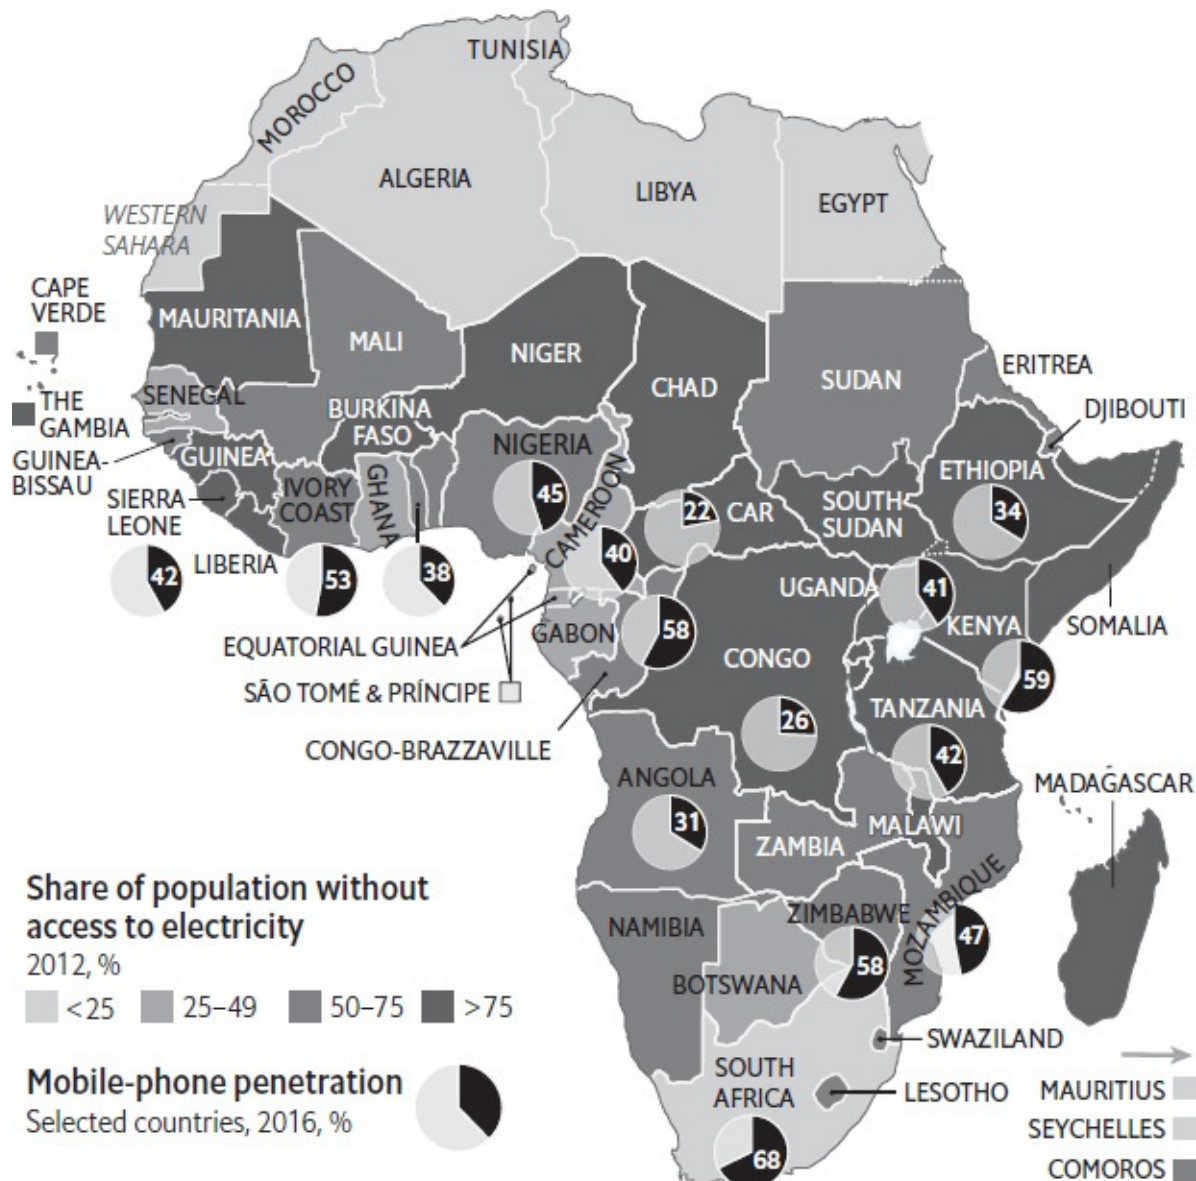 TUNISIA
MOROCCO
ALGERIA
LIBYA
EGYPT
WESTERN
SAHARA
CAPE
VERDE
MAURITANIA
MALI
NIGER
CHAD
SUDAN
ERITREA
THE
GAMBIA
SENEGAL
BURKINA
FASO
DJIBOUTI
GUINEA-
BISSAU
GUINEA
NIGERIA
ETHIOPIA
SIERRA
LEONE
IVORY
COAST
GHANA
CAMEROON
CAR
SOUTH
SUDAN
45
22
34
42
LIBERIA
53
38
40
UGANDA
41
KENYA
SOMALIA
EQUATORIAL GUINEA
GABON
58
CONGO
59
SÃO TOMÉ & PRÍNCIPE
TANZANIA
26
42
CONGO-BRAZZAVILLE
ANGOLA
31
MADAGASCAR
ZAMBIA
MALAWI
MOZAMBIQUE
47
Share of population without
access to electricity
2012, %
<25
25–49
50–75
>75
NAMIBIA
ZIMBABWE
58
BOTSWANA
SWAZILAND
SOUTH
AFRICA
LESOTHO
68
Mobile-phone penetration
Selected countries, 2016, %
MAURITIUS
SEYCHELLES
COMOROS